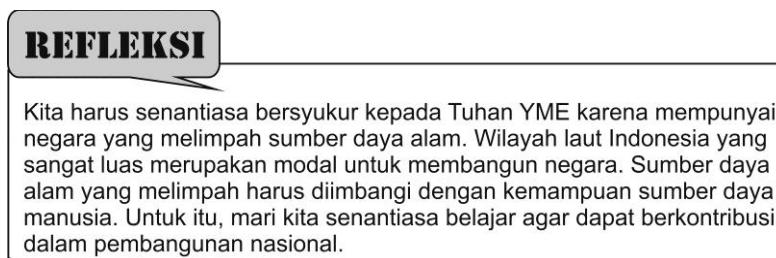 REFLEKSI
Kita harus senantiasa bersyukur kepada Tuhan YME karena mempunyai
negara yang melimpah sumber daya alam. Wilayah laut Indonesia yang
sangat luas merupakan modal untuk membangun negara. Sumber daya
alam yang melimpah harus diimbangi dengan kemampuan sumber daya
manusia. Untuk itu, mari kita senantiasa belajar agar dapat berkontribusi
dalam pembangunan nasional.